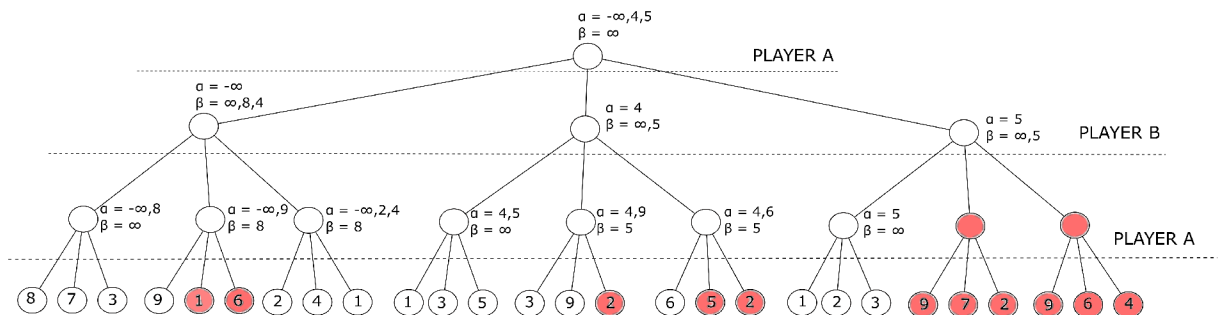 α = -∞,4,5
β = ∞
PLAYER A
α = -∞
β = ∞,8,4
α = 4
β = ∞,5
α = 5
β = ∞,5
PLAYER B
α = -∞,8
β = ∞
α = -∞,9
β = 8
α = -∞,2,4
β = 8
α = 4,5
β = ∞
α = 4,9
β = 5
α = 4,6
β = 5
α = 5
β = ∞
PLAYER A
8 7 3 9 1 6 2 4 1 1 3 5 3 9 2 6 5 2 1 2 3 9 7 2 9 6 4